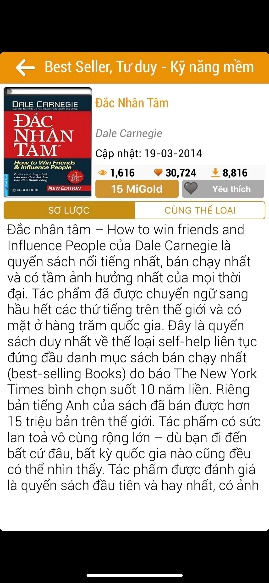 Best Seller, Tư duy - Kỹ năng mềm
DALE CARNEGIE
ĐẮC
NHÂN
TÂM
How to Win Friends
& Influence People
NEW EDITION
Đắc Nhân Tâm
Dale Carnegie
Cập nhật: 19-03-2014
1,616
30,724
8,816
15 MiGold
Yêu thích
SƠ LƯỢC
CÙNG THỂ LOẠI
Đắc nhân tâm – How to win friends and
Influence People của Dale Carnegie là
quyển sách nổi tiếng nhất, bán chạy nhất
và có tầm ảnh hưởng nhất của mọi thời
đại. Tác phẩm đã được chuyển ngữ sang
hầu hết các thứ tiếng trên thế giới và có
mặt ở hàng trăm quốc gia. Đây là quyển
sách duy nhất về thể loại self-help liên tục
đứng đầu danh mục sách bán chạy nhất
(best-selling Books) do báo The New York
Times bình chọn suốt 10 năm liền. Riêng
bản tiếng Anh của sách đã bán được hơn
15 triệu bản trên thế giới. Tác phẩm có sức
lan toả vô cùng rộng lớn – dù bạn đi đến
bất cứ đâu, bất kỳ quốc gia nào cũng đều
có thể nhìn thấy. Tác phẩm được đánh giá
là quyển sách đầu tiên và hay nhất, có ảnh